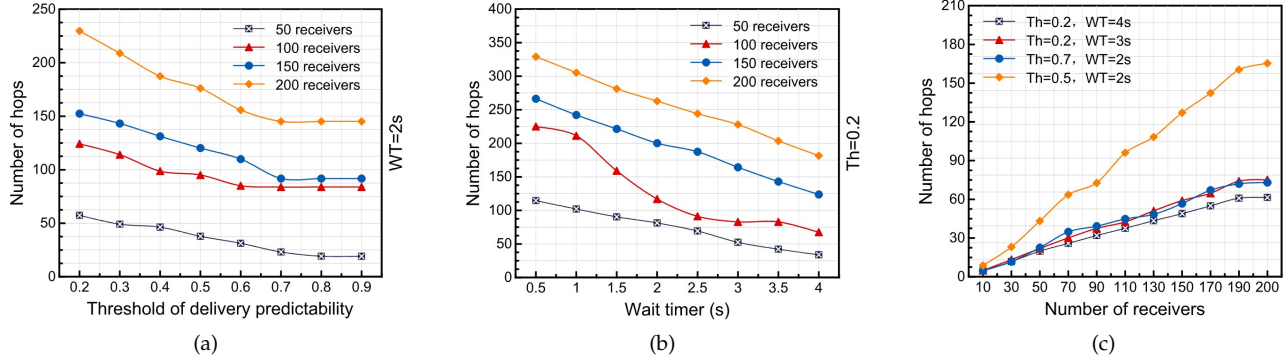 250
200
150
100
50
0
Number of hops
50 receivers
100 receivers
150 receivers
200 receivers
WT=2s
0.2 0.3 0.4 0.5 0.6 0.7 0.8 0.9
Threshold of delivery predictability
(a)
400
350
300
250
200
150
100
50
0
Number of hops
50 receivers
100 receivers
150 receivers
200 receivers
Th=0.2
0.5 1 1.5 2 2.5 3 3.5 4
Wait timer (s)
(b)
210
180
150
120
90
60
30
0
Number of hops
Th=0.2, WT=4s
Th=0.2, WT=3s
Th=0.7, WT=2s
Th=0.5, WT=2s
10 30 50 70 90 110 130 150 170 190 200
Number of receivers
(c)